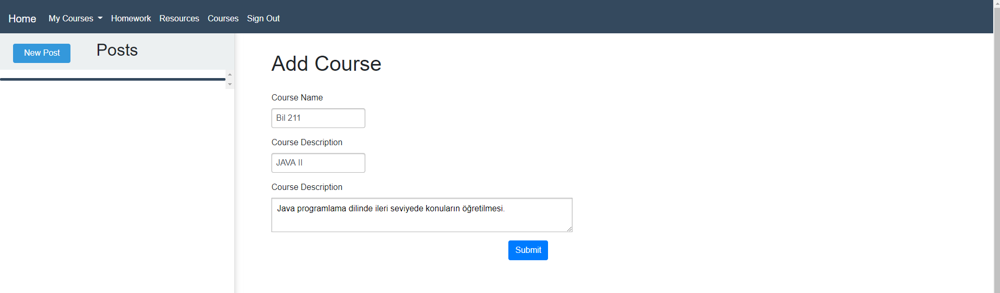 Home My Courses Homework Resources Courses Sign Out
New Post
Posts
Add Course
Course Name
Bil 211
Course Description
JAVA II
Course Description
Java programlama dilinde ileri seviyede konuların öğretilmesi.
Submit